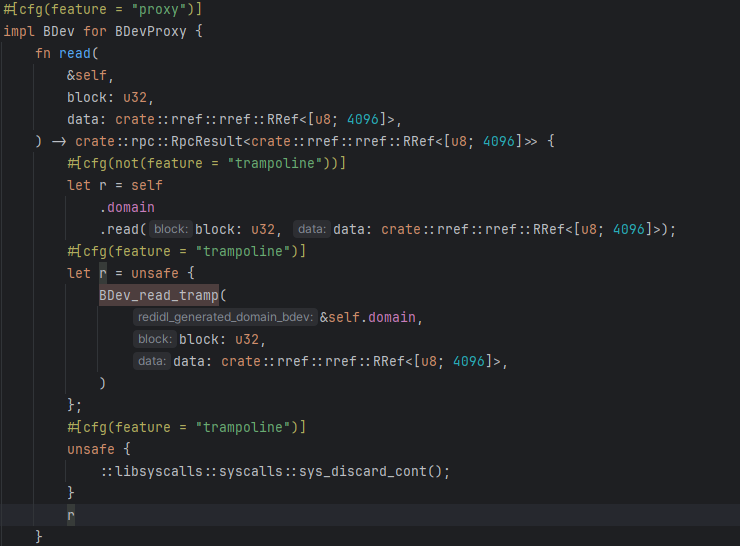 #[cfg(feature = "proxy")]
impl BDev for BDevProxy {
    fn read(
        &self,
        block: u32,
        data: crate::rref::rref::RRef<[u8; 4096]>,
    ) -> crate::rpc::RpcResult<crate::rref::rref::RRef<[u8; 4096]>> {
        #[cfg(not(feature = "trampoline"))]
        let r = self
            .domain
            .read( block: block: u32, data: data: crate::rref::rref::RRef<[u8; 4096]>);
        #[cfg(feature = "trampoline")]
        let r = unsafe {
            BDev_read_tramp(
                redidl_generated_domain_bdev: &self.domain,
                block: block: u32,
                data: data: crate::rref::rref::RRef<[u8; 4096]>,
            )
        };
        #[cfg(feature = "trampoline")]
        unsafe {
            ::libsyscalls::syscalls::sys_discard_cont();
        }
        r
    }